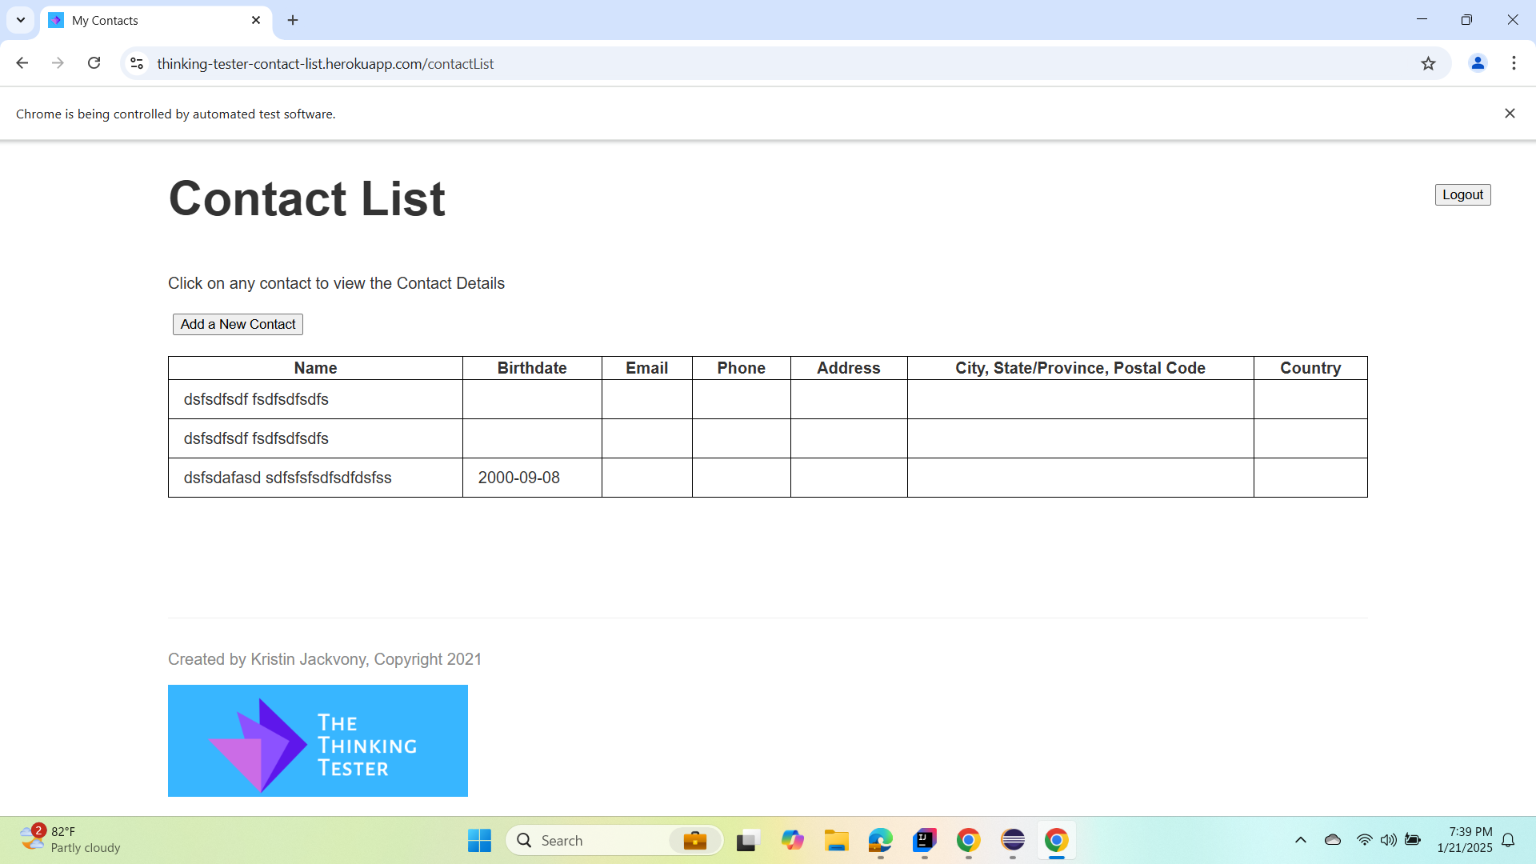 My Contacts
thinking-tester-contact-list.herokuapp.com/contactList
Chrome is being controlled by automated test software.
Contact List
Logout
Click on any contact to view the Contact Details
Add a New Contact
Name Birthdate Email Phone Address City, State/Province, Postal Code Country
dsfsdfsdf fsdfsdfsdfs
dsfsdfsdf fsdfsdfsdfs
dsfsdafasd sdfsfsfsdfsdfdsfss 2000-09-08
Created by Kristin Jackvony, Copyright 2021
THE
THINKING
TESTER
2
82°F
Partly cloudy
Search
7:39 PM
1/21/2025